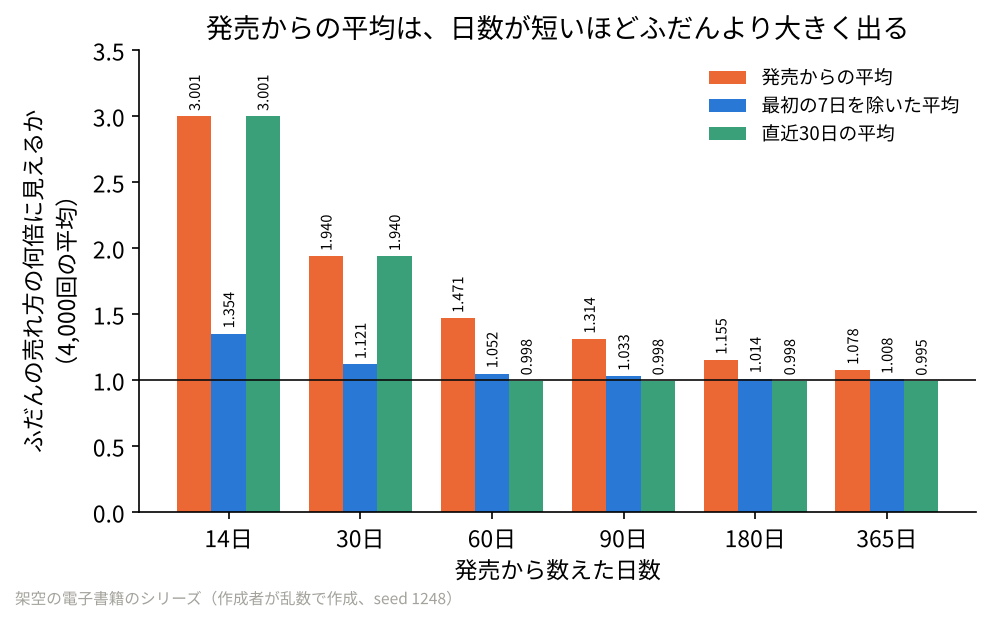 発売からの平均は、日数が短いほどふだんより大きく出る
ふだんの売れ方の何倍に見えるか
(4,000回の平均)
3.5
3.0
2.5
2.0
1.5
1.0
0.5
0.0
発売からの平均
最初の7日を除いた平均
直近30日の平均
3.001
1.354
3.001
1.940
1.121
1.940
1.471
1.052
0.998
1.314
1.033
0.998
1.155
1.014
0.998
1.078
1.008
0.995
14日
30日
60日
90日
180日
365日
発売から数えた日数
架空の電子書籍のシリーズ（作成者が乱数で作成、seed 1248）